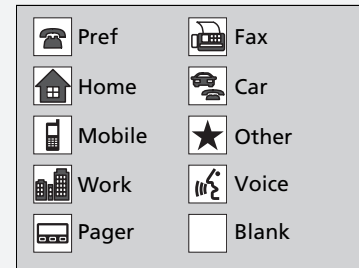 Pref
Fax
Home
Car
Mobile
Other
Work
Voice
Pager
Blank